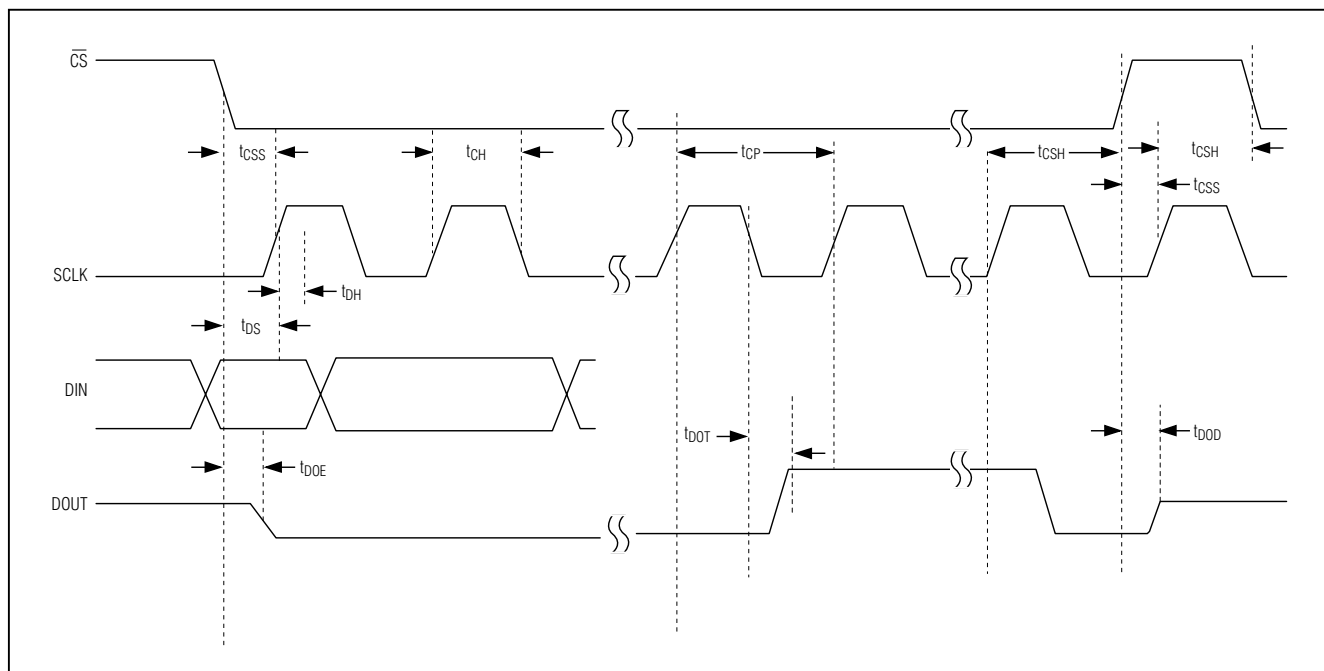 CS
tCSS
tCH
tCP
tCSH
tCSH
tCSS
SCLK
tDH
tDS
DIN
tDOT
tDOD
tDOE
DOUT